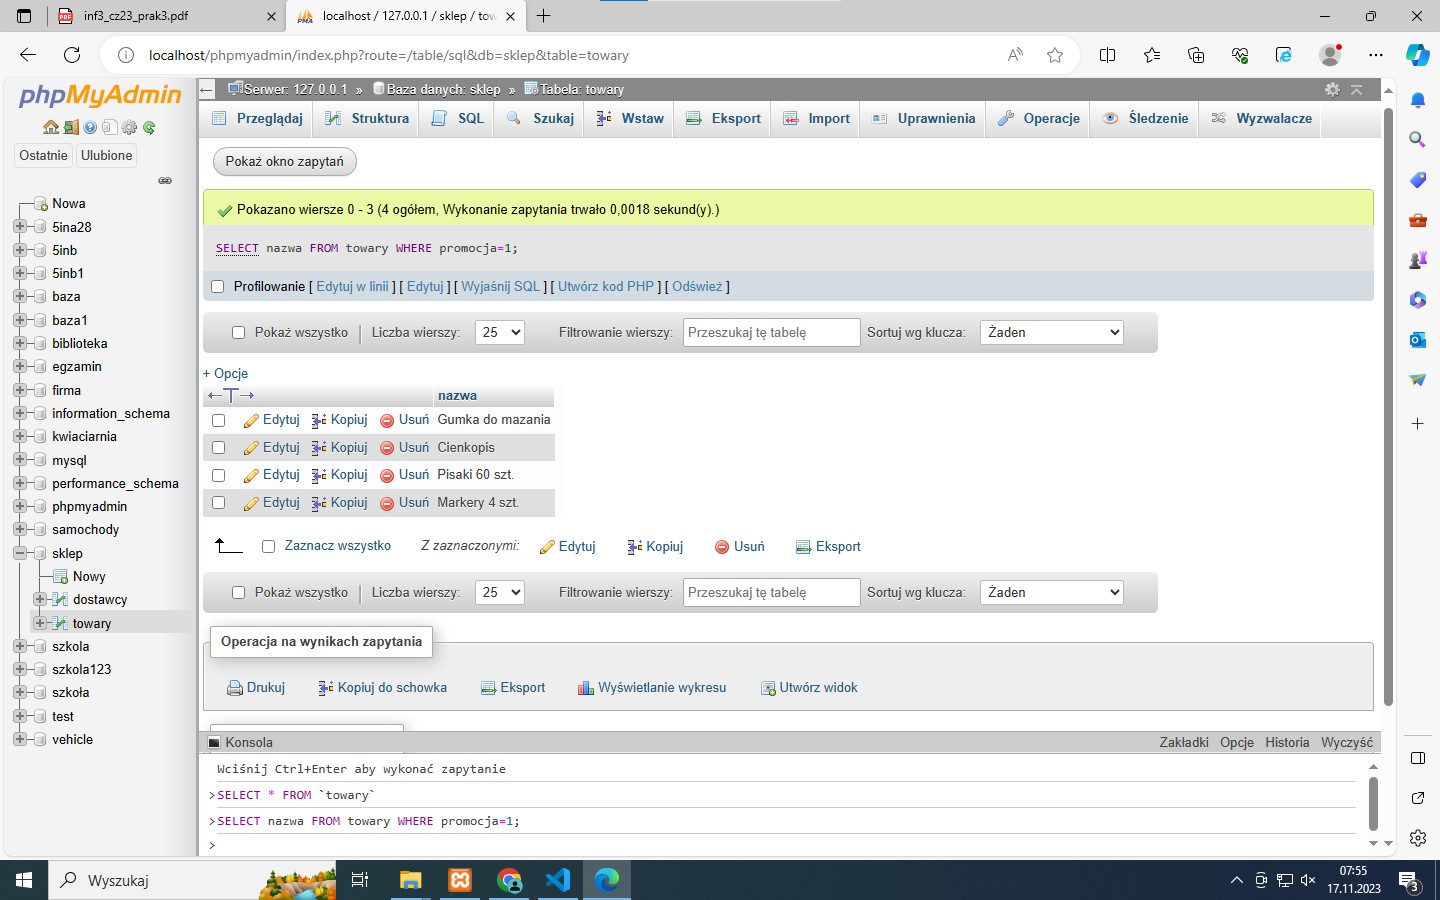 inf3_cz23_prak3.pdf
localhost / 127.0.0.1 / sklep / tow
localhost/phpmyadmin/index.php?route=/table/sql&db=sklep&table=towary
phpMyAdmin
Ostatnie
Ulubione
Nowa
5ina28
5inb
5inb1
baza
baza1
biblioteka
egzamin
firma
information_schema
kwiaciarnia
mysql
performance_schema
phpmyadmin
samochody
sklep
Nowy
dostawcy
towary
szkola
szkola123
szkoła
test
vehicle
Serwer: 127.0.0.1 » Baza danych: sklep » Tabela: towary
Przeglądaj Struktura SQL Szukaj Wstaw Eksport Import Uprawnienia Operacje Śledzenie Wyzwalacze
Pokaż okno zapytań
Pokazano wiersze 0 - 3 (4 ogółem, Wykonanie zapytania trwało 0,0018 sekund(y).)
SELECT nazwa FROM towary WHERE promocja=1;
Profilowanie [ Edytuj w linii ] [ Edytuj ] [ Wyjaśnij SQL ] [ Utwórz kod PHP ] [ Odśwież ]
Pokaż wszystko | Liczba wierszy: 25 Filtrowanie wierszy: Przeszukaj tę tabelę Sortuj wg klucza: Żaden
+ Opcje
←T→ nazwa
Edytuj Kopiuj Usuń Gumka do mazania
Edytuj Kopiuj Usuń Cienkopis
Edytuj Kopiuj Usuń Pisaki 60 szt.
Edytuj Kopiuj Usuń Markery 4 szt.
Zaznacz wszystko Z zaznaczonymi: Edytuj Kopiuj Usuń Eksport
Pokaż wszystko | Liczba wierszy: 25 Filtrowanie wierszy: Przeszukaj tę tabelę Sortuj wg klucza: Żaden
Operacja na wynikach zapytania
Drukuj Kopiuj do schowka Eksport Wyświetlanie wykresu Utwórz widok
Konsola Zakładki Opcje Historia Wyczyść
Wciśnij Ctrl+Enter aby wykonać zapytanie
>SELECT * FROM `towary`
>SELECT nazwa FROM towary WHERE promocja=1;
>
Wyszukaj
07:55
17.11.2023
3